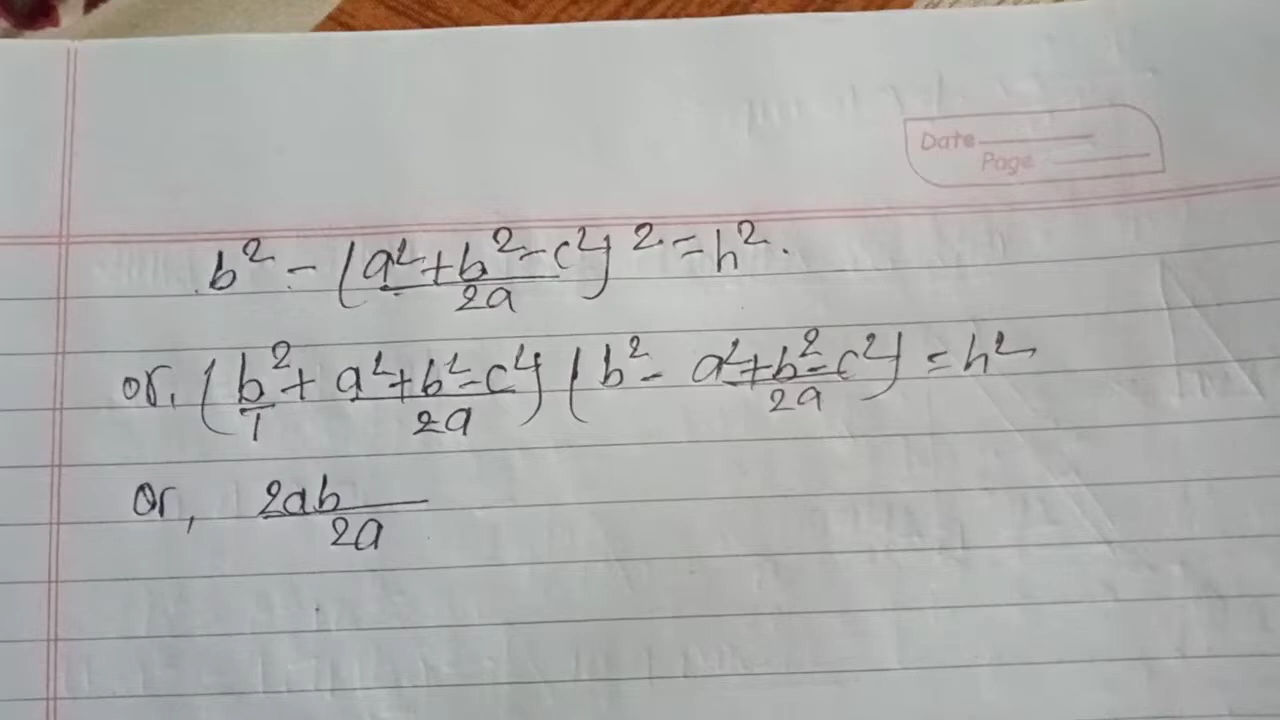 Date
Page
b² - (a²+b²-c²/2a)² = h².
or, (b²/1 + a²+b²-c²/2a) (b² - a²+b²-c²/2a) = h²
or, 2ab/2a